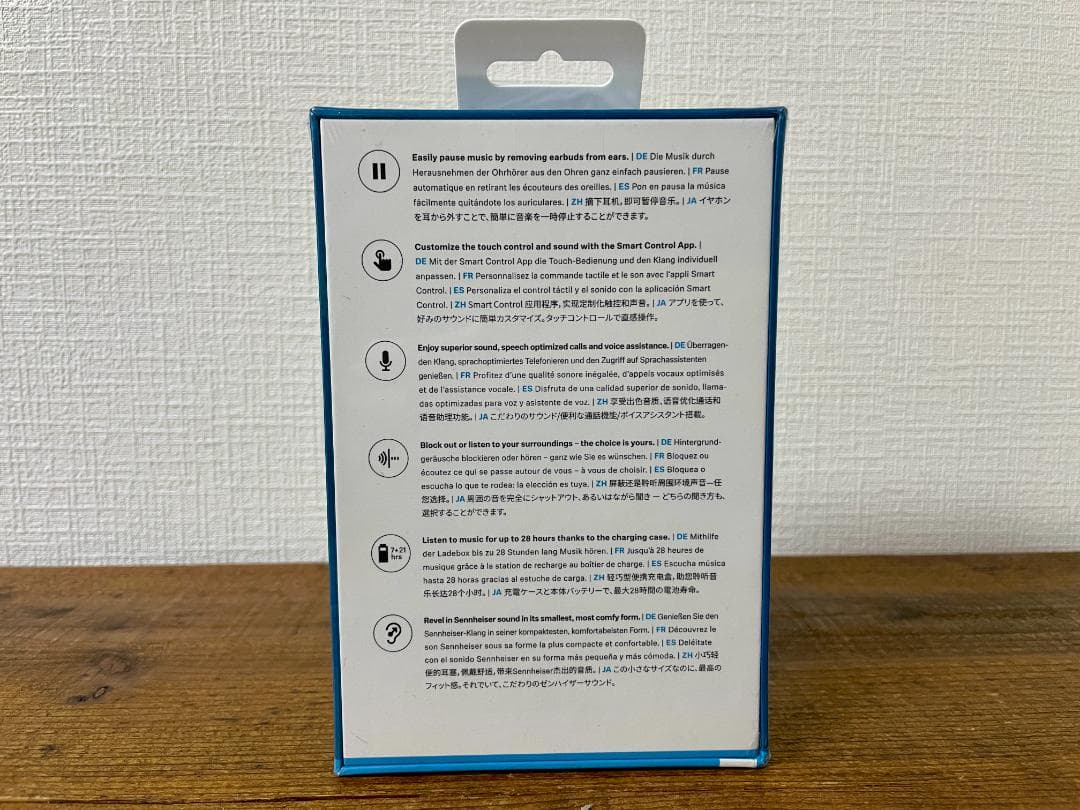 Easily pause music by removing earbuds from ears. | DE Die Musik durch
Herausnehmen der Ohrhörer aus den Ohren ganz einfach pausieren. | FR Pause
automatique en retirant les écouteurs des oreilles. | ES Pon en pausa la música
fácilmente quitándote los auriculares. | ZH 摘下耳机，即可暂停音乐。 | JA イヤホン
を耳から外すことで、簡単に音楽を一時停止することができます。
Customize the touch control and sound with the Smart Control App. |
DE Mit der Smart Control App die Touch-Bedienung und den Klang individuell
anpassen. | FR Personnalisez la commande tactile et le son avec l'appli Smart
Control. | ES Personaliza el control táctil y el sonido con la aplicación Smart
Control. | ZH Smart Control 应用程序，实现定制化触控和声音。 | JA アプリを使って、
好みのサウンドに簡単カスタマイズ。タッチコントロールで直感操作。
Enjoy superior sound, speech optimized calls and voice assistance. | DE Überragen-
den Klang, sprachoptimiertes Telefonieren und den Zugriff auf Sprachassistenten
genießen. | FR Profitez d'une qualité sonore inégalée, d'appels vocaux optimisés
et de l'assistance vocale. | ES Disfruta de una calidad superior de sonido, llama-
das optimizadas para voz y asistente de voz. | ZH 享受出色音质、语音优化通话和
语音助理功能。 | JA こだわりのサウンド/便利な通話機能/ボイスアシスタント搭載。
Block out or listen to your surroundings – the choice is yours. | DE Hintergrund-
geräusche blockieren oder hören – ganz wie Sie es wünschen. | FR Bloquez ou
écoutez ce qui se passe autour de vous – à vous de choisir. | ES Bloquea o
escucha lo que te rodea: la elección es tuya. | ZH 屏蔽还是聆听周围环境声音—任
您选择。 | JA 周囲の音を完全にシャットアウト、あるいはながら聞き ー どちらの聞き方も、
選択することができます。
7+21
hrs
Listen to music for up to 28 hours thanks to the charging case. | DE Mithilfe
der Ladebox bis zu 28 Stunden lang Musik hören. | FR Jusqu'à 28 heures de
musique grâce à la station de recharge au boîtier de charge. | ES Escucha música
hasta 28 horas gracias al estuche de carga. | ZH 轻巧型便携充电盒，助您聆听音
乐长达28个小时。 | JA 充電ケースと本体バッテリーで、最大28時間の電池寿命。
Revel in Sennheiser sound in its smallest, most comfy form. | DE Genießen Sie den
Sennheiser-Klang in seiner kompaktesten, komfortabelsten Form. | FR Découvrez le
son Sennheiser sous sa forme la plus compacte et confortable. | ES Deléitate
con el sonido Sennheiser en su forma más pequeña y más cómoda. | ZH 小巧轻
便的耳塞，佩戴舒适，带来Sennheiser杰出的音质。 | JA この小さなサイズなのに、最高の
フィット感。それでいて、こだわりのゼンハイザーサウンド。